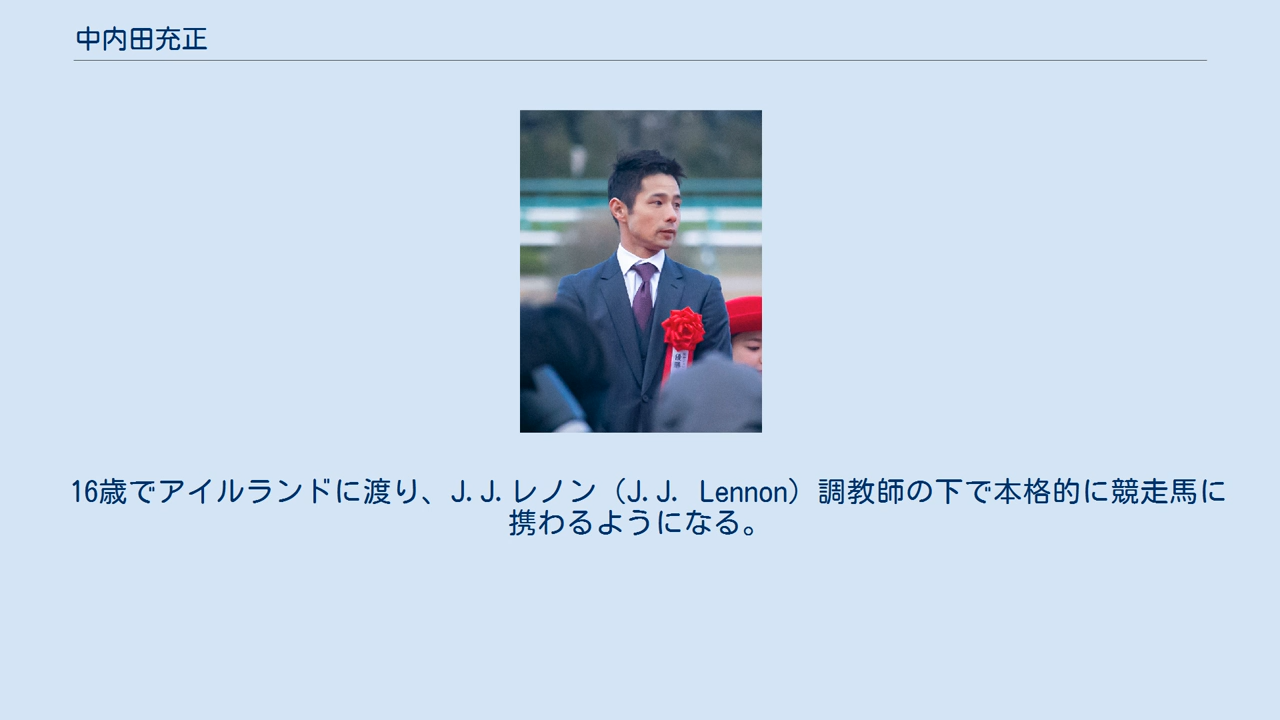 中内田充正
優勝
16歳でアイルランドに渡り、J.J.レノン（J.J. Lennon）調教師の下で本格的に競走馬に
携わるようになる。